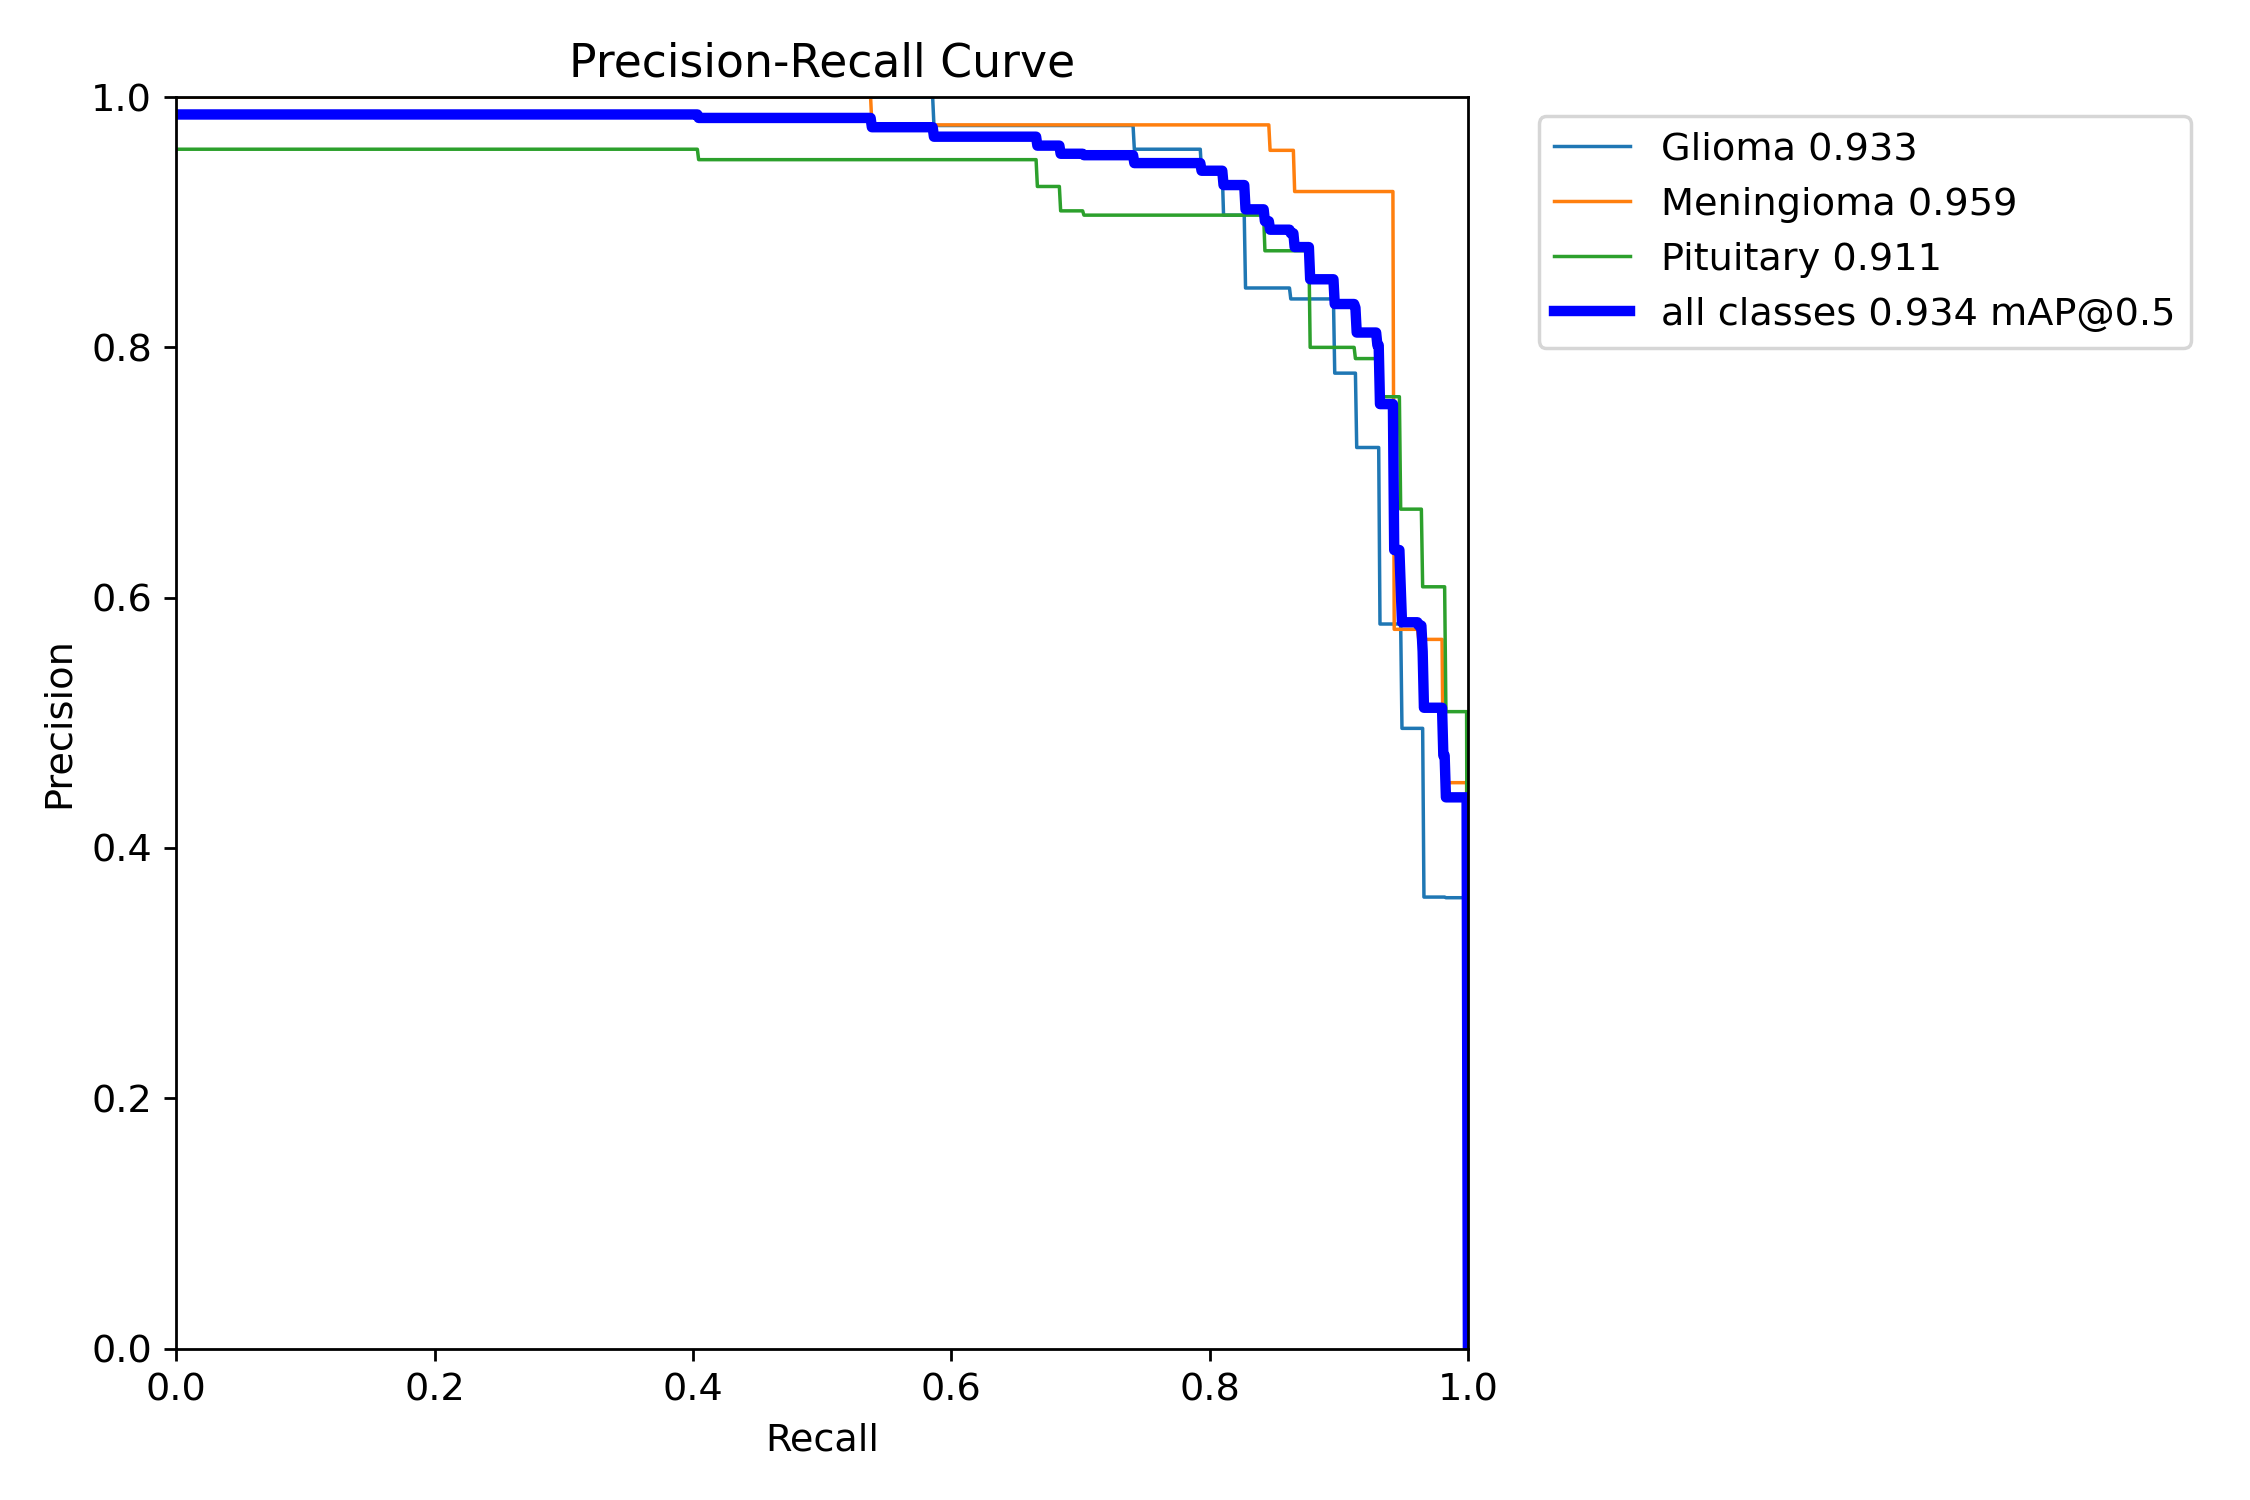 Precision-Recall Curve
1.0
0.8
0.6
0.4
0.2
0.0
Precision
0.0 0.2 0.4 0.6 0.8 1.0
Recall
Glioma 0.933
Meningioma 0.959
Pituitary 0.911
all classes 0.934 mAP@0.5